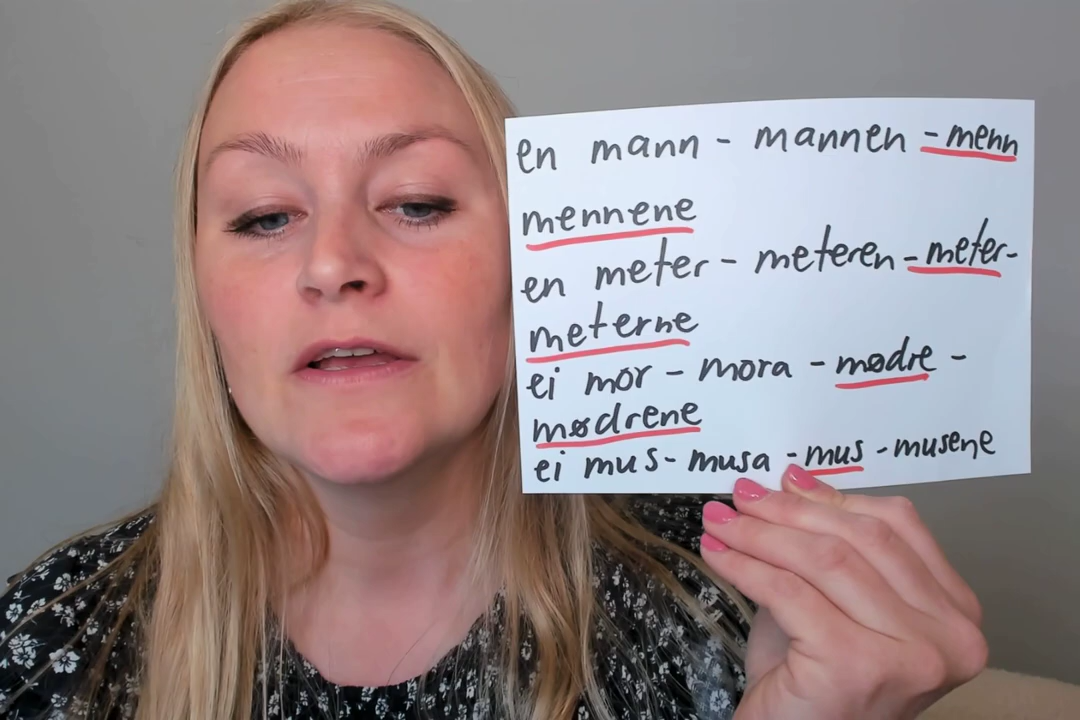 en mann - mannen - menn
mennene
en meter - meteren - meter -
meterne
ei mor - mora - mødre -
mødrene
ei mus - musa - mus - musene